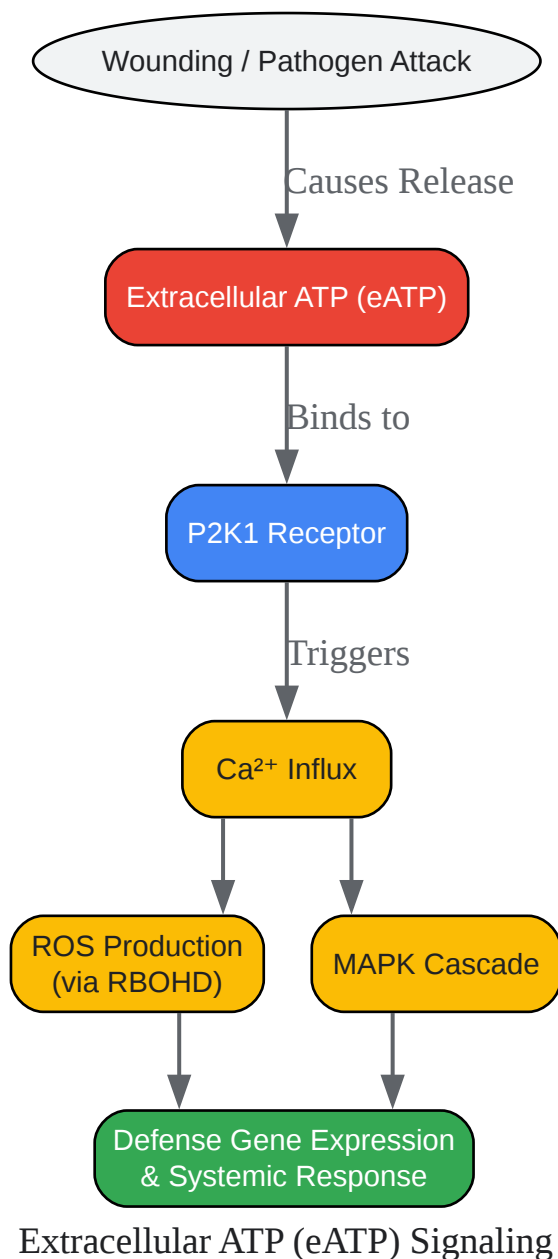 Wounding / Pathogen Attack
Causes Release
Extracellular ATP (eATP)
Binds to
P2K1 Receptor
Triggers
Ca²⁺ Influx
ROS Production
(via RBOHD)
MAPK Cascade
Defense Gene Expression
& Systemic Response
Extracellular ATP (eATP) Signaling